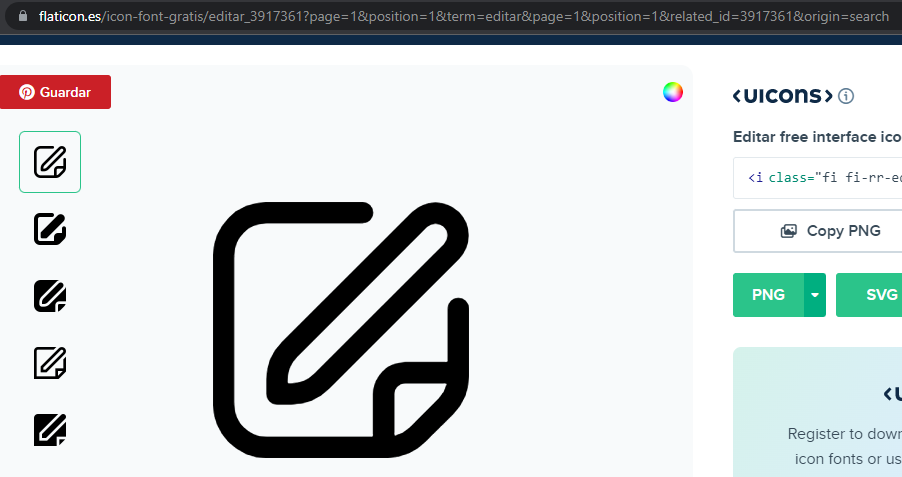 flaticon.es/icon-font-gratis/editar_3917361?page=1&position=1&term=editar&page=1&position=1&related_id=3917361&origin=search
Guardar
<UICONS>
Editar free interface ico
<i class="fi fi-rr-e
Copy PNG
PNG
SVG
Register to
icon fonts or us